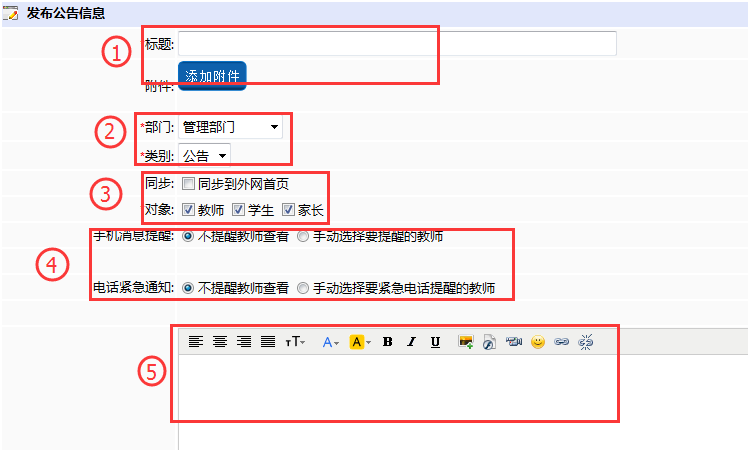 发布公告信息
① 标题:
附件: 添加附件
② *部门: 管理部门
*类别: 公告
③ 同步: 同步到外网首页
对象: 教师 学生 家长
手机消息提醒: 不提醒教师查看 手动选择要提醒的教师
④
电话紧急通知: 不提醒教师查看 手动选择要紧急电话提醒的教师
тT A A B I U
⑤